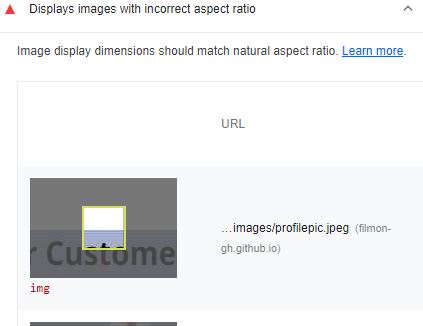 Displays images with incorrect aspect ratio
Image display dimensions should match natural aspect ratio. Learn more.
URL
r Custome
...images/profilepic.jpeg (filmon-
gh.github.io)
img